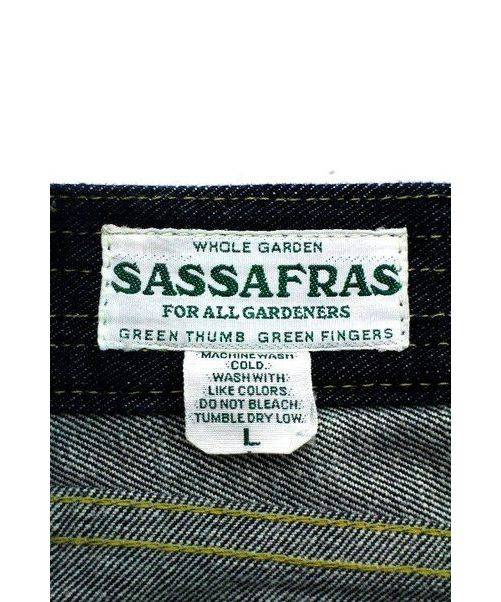 WHOLE GARDEN
SASSAFRAS
FOR ALL GARDENERS
GREEN THUMB GREEN FINGERS
MACHINE WASH
COLD.
WASH WITH
LIKE COLORS.
DO NOT BLEACH.
TUMBLE DRY LOW.
L